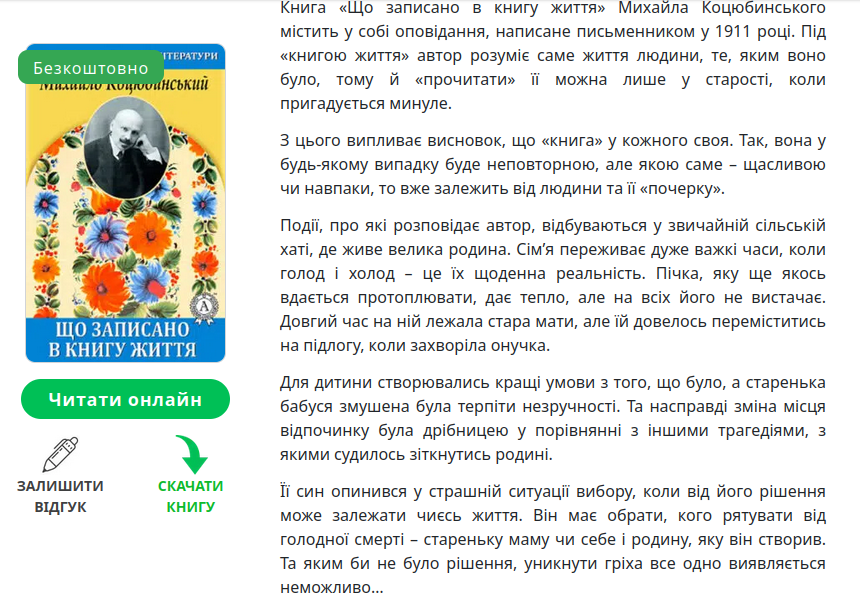 ІТЕРАТУРИ
Безкоштовно
Михайло Коцюбинський
ЩО ЗАПИСАНО
В КНИГУ ЖИТТЯ
Читати онлайн
ЗАЛИШИТИ
ВІДГУК
СКАЧАТИ
КНИГУ
Книга «Що записано в книгу життя» Михайла Коцюбинського
містить у собі оповідання, написане письменником у 1911 році. Під
«книгою життя» автор розуміє саме життя людини, те, яким воно
було, тому й «прочитати» її можна лише у старості, коли
пригадується минуле.
З цього випливає висновок, що «книга» у кожного своя. Так, вона у
будь-якому випадку буде неповторною, але якою саме – щасливою
чи навпаки, то вже залежить від людини та її «почерку».
Події, про які розповідає автор, відбуваються у звичайній сільській
хаті, де живе велика родина. Сім’я переживає дуже важкі часи, коли
голод і холод – це їх щоденна реальність. Пічка, яку ще якось
вдається протоплювати, дає тепло, але на всіх його не вистачає.
Довгий час на ній лежала стара мати, але їй довелось переміститись
на підлогу, коли захворіла онучка.
Для дитини створювались кращі умови з того, що було, а старенька
бабуся змушена була терпіти незручності. Та насправді зміна місця
відпочинку була дрібницею у порівнянні з іншими трагедіями, з
якими судилось зіткнутись родині.
Її син опинився у страшній ситуації вибору, коли від його рішення
може залежати чиєсь життя. Він має обрати, кого рятувати від
голодної смерті – стареньку маму чи себе і родину, яку він створив.
Та яким би не було рішення, уникнути гріха все одно виявляється
неможливо…